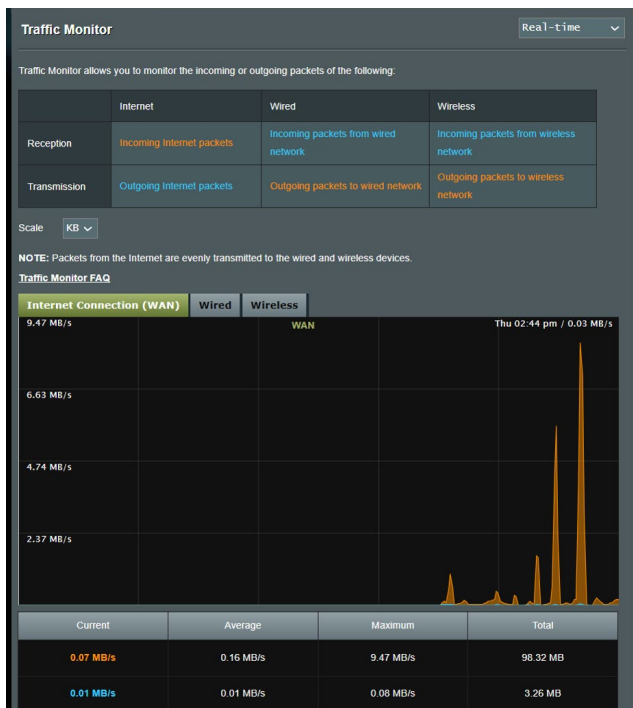 Traffic Monitor
Real-time
Traffic Monitor allows you to monitor the incoming or outgoing packets of the following:
Internet Wired Wireless
Reception Incoming Internet packets Incoming packets from wired network Incoming packets from wireless network
Transmission Outgoing Internet packets Outgoing packets to wired network Outgoing packets to wireless network
Scale KB
NOTE: Packets from the Internet are evenly transmitted to the wired and wireless devices.
Traffic Monitor FAQ
Internet Connection (WAN) Wired Wireless
9.47 MB/s WAN Thu 02:44 pm / 0.03 MB/s
6.63 MB/s
4.74 MB/s
2.37 MB/s
Current Average Maximum Total
0.07 MB/s 0.16 MB/s 9.47 MB/s 98.32 MB
0.01 MB/s 0.01 MB/s 0.08 MB/s 3.26 MB